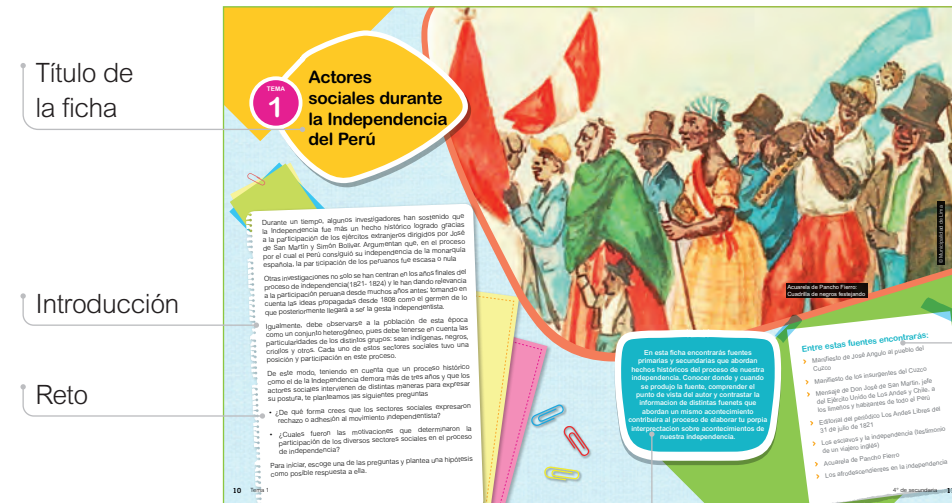 Título de
la ficha
Introducción
Reto
TEMA
1
Actores
sociales durante
la Independencia
del Perú
Durante un tiempo, algunos investigadores han sostenido que
la Independencia fue más un hecho histórico logrado gracias
a la participación de los ejércitos extranjeros dirigidos por José
de San Martín y Simón Bolívar. Argumentan que, en el proceso
por el cual el Perú consiguió su independencia de la monarquía
española, la par ticipación de los peruanos fue escasa o nula
Otras investigaciones no solo se han centran en los años finales del
proceso de independencia(1821- 1824) y le han dando relevancia
a la participación peruana desde muchos años antes; tomando en
cuenta las ideas propagadas desde 1808 como el germen de lo
que posteriormente llegará a ser la gesta independentista.
Igualmente, debe observarse a la población de esta época
como un conjunto heterogéneo, pues debe tenerse en cuenta las
particularidades de los distintos grupos: sean indígenas, negros,
criollos y otros. Cada uno de estos sectores sociales tuvo una
posición y participación en este proceso.
De este modo, teniendo en cuenta que un proceso histórico
como el de la Independencia demora más de tres años y que los
actores sociales intervienen de distintas maneras para expresar
su postura, te planteamos las siguientes preguntas
• ¿De qué forma crees que los sectores sociales expresaron
rechazo o adhesión al movimiento independentista?
• ¿Cuales fueron las motivaciones que determinaron la
participación de los diversos sectores sociales en el proceso
de independencia?
Para iniciar, escoge una de las preguntas y plantea una hipótesis
como posible respuesta a ella.
10 Tema 1
© Municipalidad de Lima
Acuarela de Pancho Fierro:
Cuadrilla de negros festejando
En esta ficha encontrarás fuentes
primarias y secundarias que abordan
hechos históricos del proceso de nuestra
independencia. Conocer donde y cuando
se produjo la fuente, comprender el
punto de vista del autor y contrastar la
informacion de distintas fuenets que
abordan un mismo acontecimiento
contribuira al proceso de elaborar tu porpia
interpretacion sobre acontecimientos de
nuestra independencia.
Entre estas fuentes encontrarás:
Manifiesto de José Angulo al pueblo del
Cuzco
Manifiesto de los insurgentes del Cuzco
Mensaje de Don José de San Martín, jefe
del Ejército Unido de Los Andes y Chile, a
los limeños y habitantes de todo el Perú
Editorial del periódico Los Andes Libres del
31 de julio de 1821
Los esclavos y la independencia (testimonio
de un viajero inglés)
Acuarela de Pancho Fierro
Los afrodescendientes en la independencia
4° de secundaria